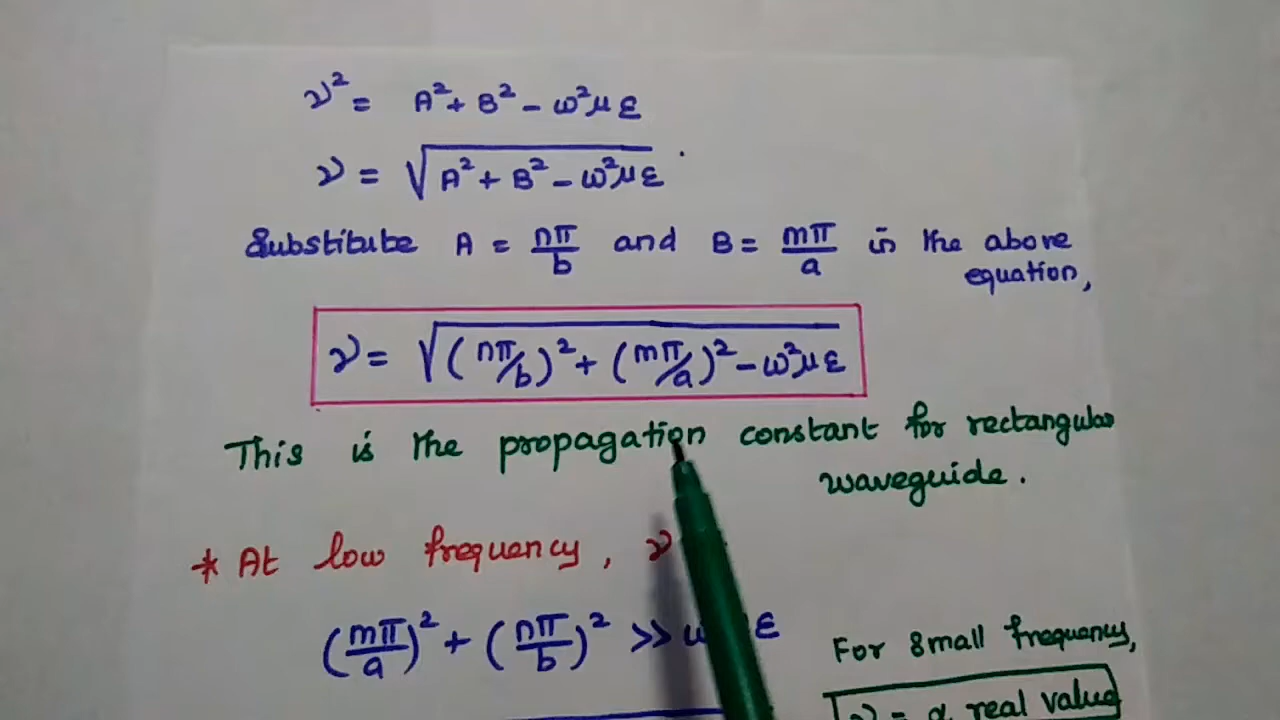 ν² = A² + B² - ω²με
ν = √(A² + B² - ω²με)
Substitute A = nπ/b and B = mπ/a in the above
equation,
ν = √((nπ/b)² + (mπ/a)² - ω²με)
This is the propagation constant for rectangular
waveguide.
* At low frequency, ν
(mπ/a)² + (nπ/b)² >> ω ε
For small frequency,
ν = α real value